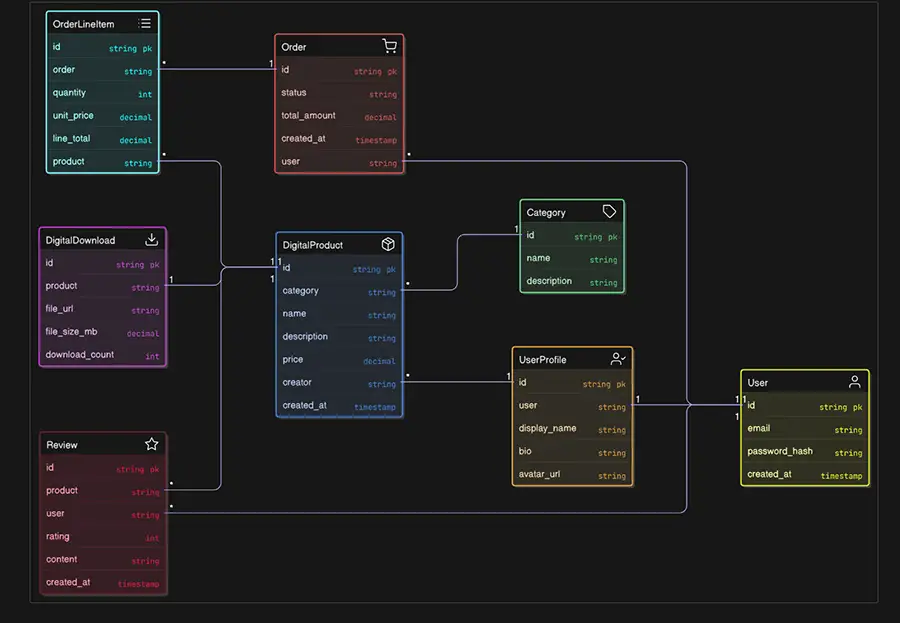 OrderLineItem
id string pk
order string
quantity int
unit_price decimal
line_total decimal
product string
Order
id string pk
status string
total_amount decimal
created_at timestamp
user string
DigitalDownload
id string pk
product string
file_url string
file_size_mb decimal
download_count int
DigitalProduct
id string pk
category string
name string
description string
price decimal
creator string
created_at timestamp
Category
id string pk
name string
description string
UserProfile
id string pk
user string
display_name string
bio string
avatar_url string
User
id string pk
email string
password_hash string
created_at timestamp
Review
id string pk
product string
user string
rating int
content string
created_at timestamp
*
1
*
*
1
1
1
1
*
1
*
1
*
*
1
1
1
1